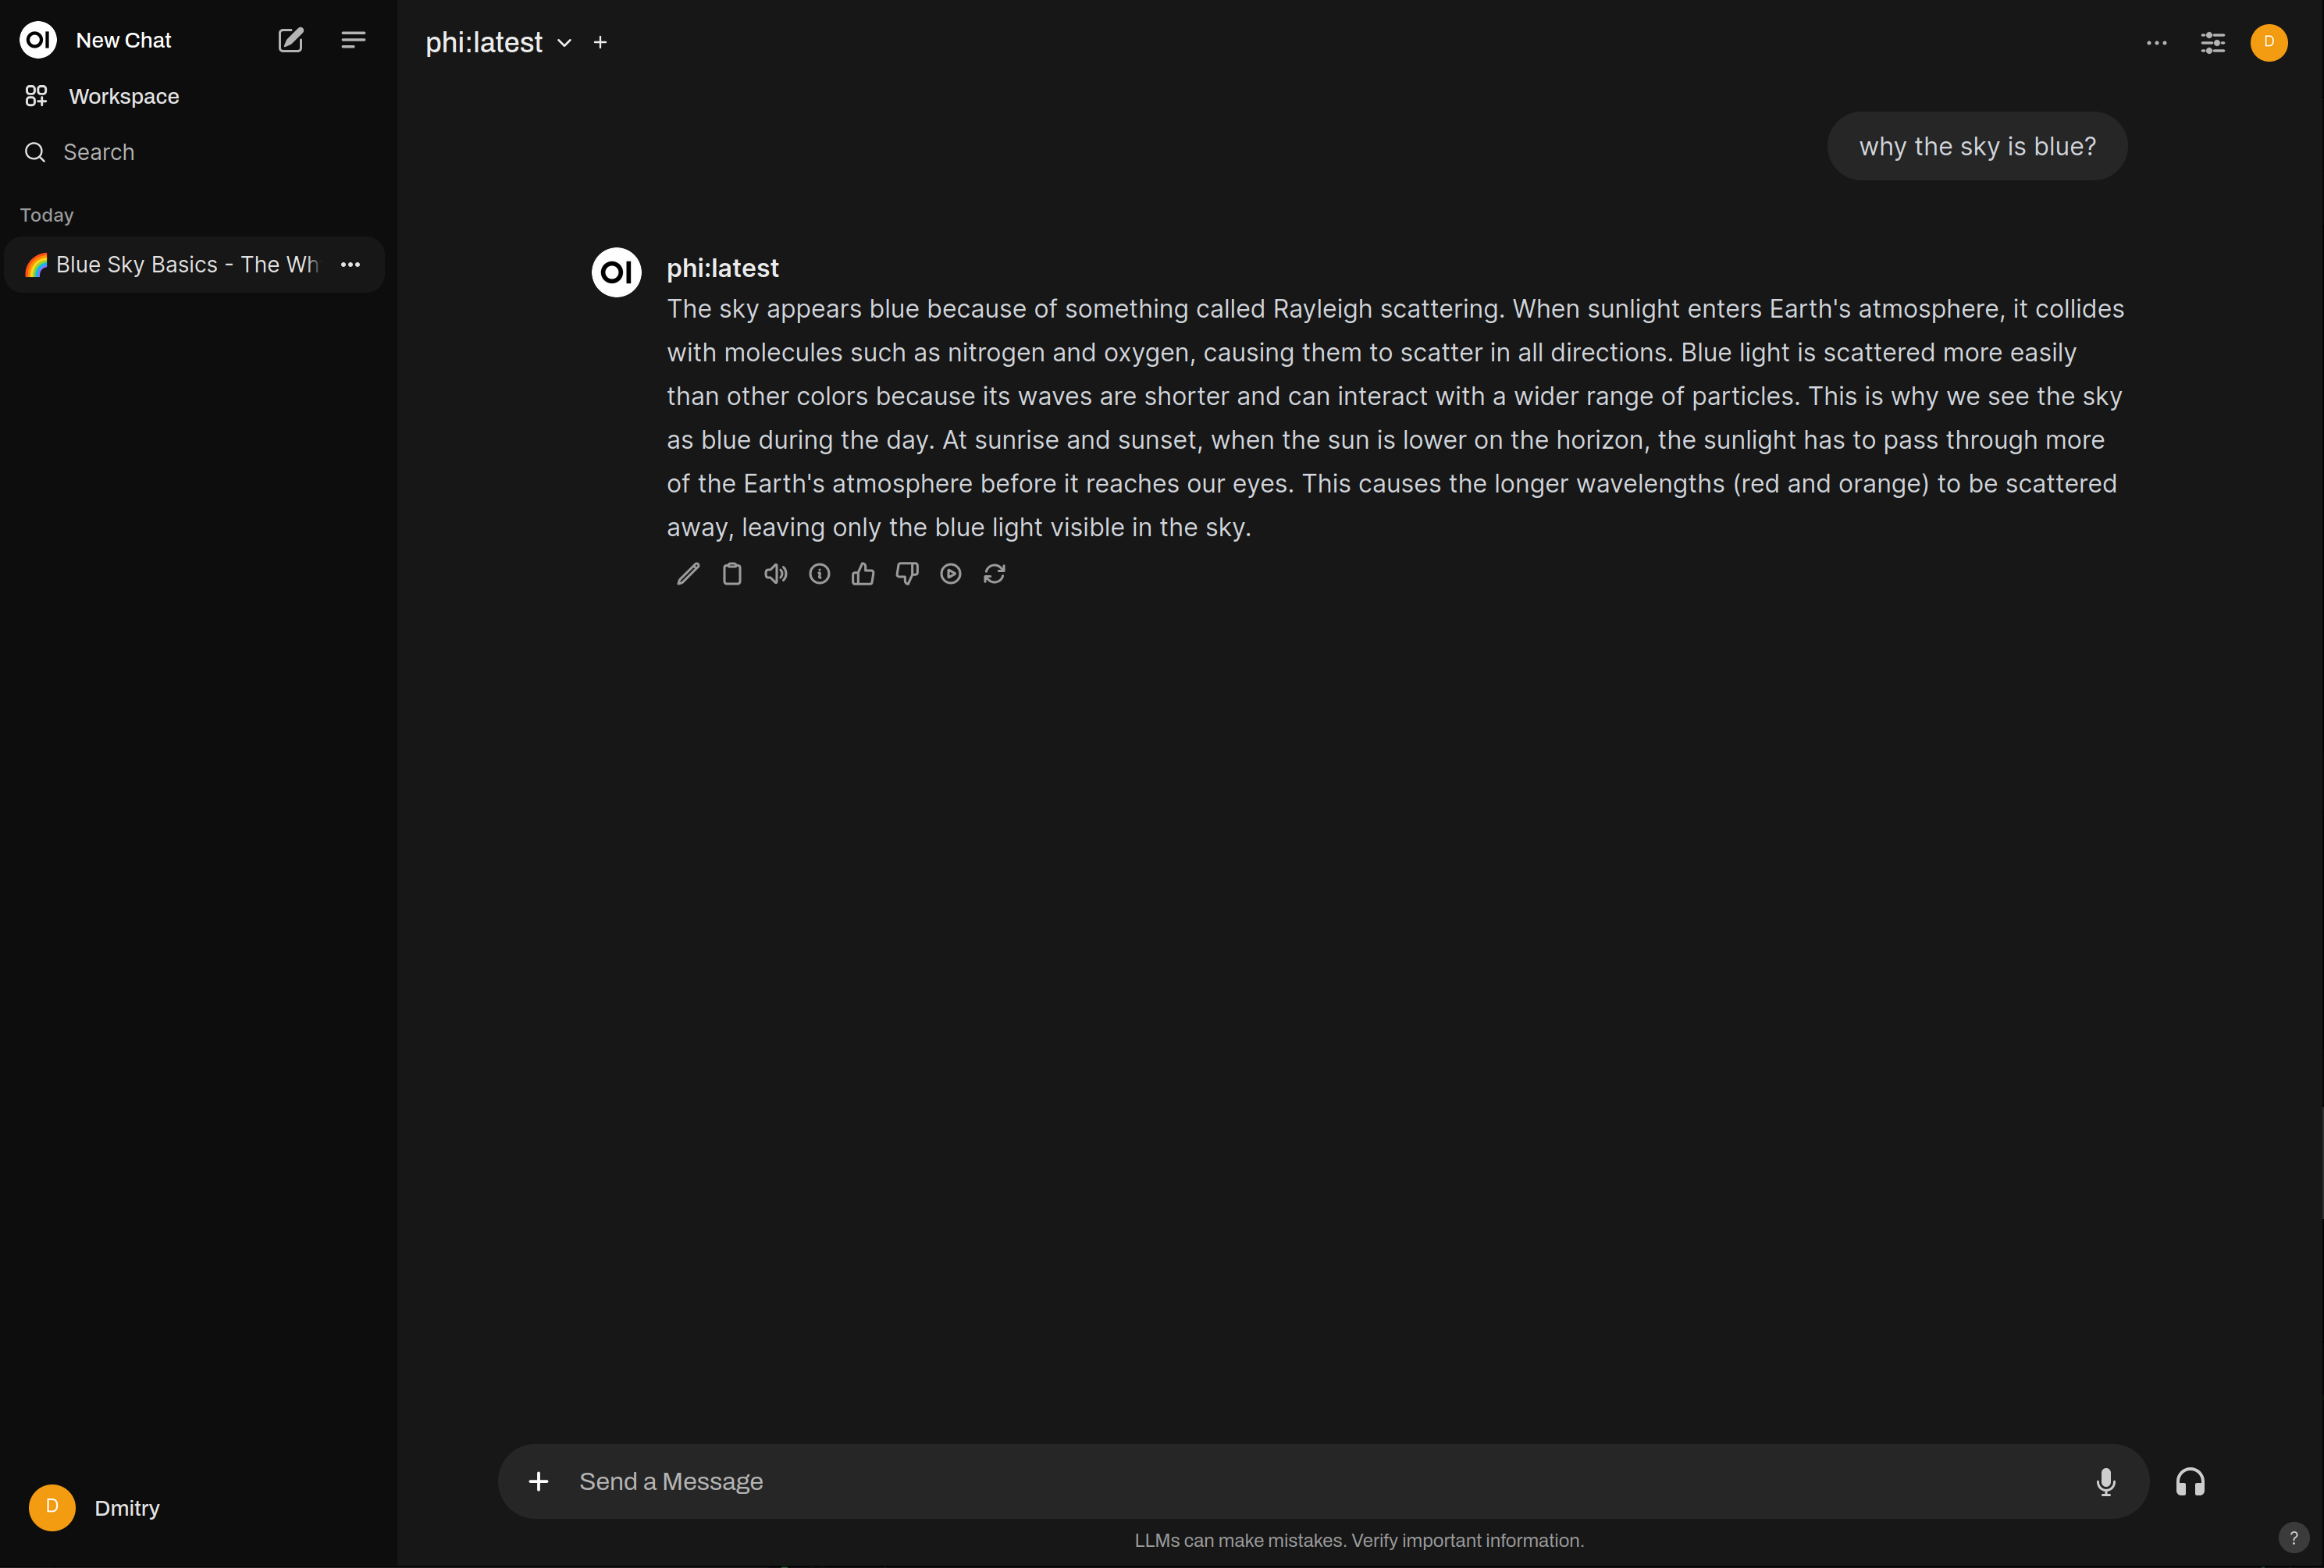 OI New Chat
Workspace
Search
Today
Blue Sky Basics - The Wh
D Dmitry
phi:latest
D
why the sky is blue?
OI phi:latest
The sky appears blue because of something called Rayleigh scattering. When sunlight enters Earth's atmosphere, it collides
with molecules such as nitrogen and oxygen, causing them to scatter in all directions. Blue light is scattered more easily
than other colors because its waves are shorter and can interact with a wider range of particles. This is why we see the sky
as blue during the day. At sunrise and sunset, when the sun is lower on the horizon, the sunlight has to pass through more
of the Earth's atmosphere before it reaches our eyes. This causes the longer wavelengths (red and orange) to be scattered
away, leaving only the blue light visible in the sky.
Send a Message
LLMs can make mistakes. Verify important information.
?